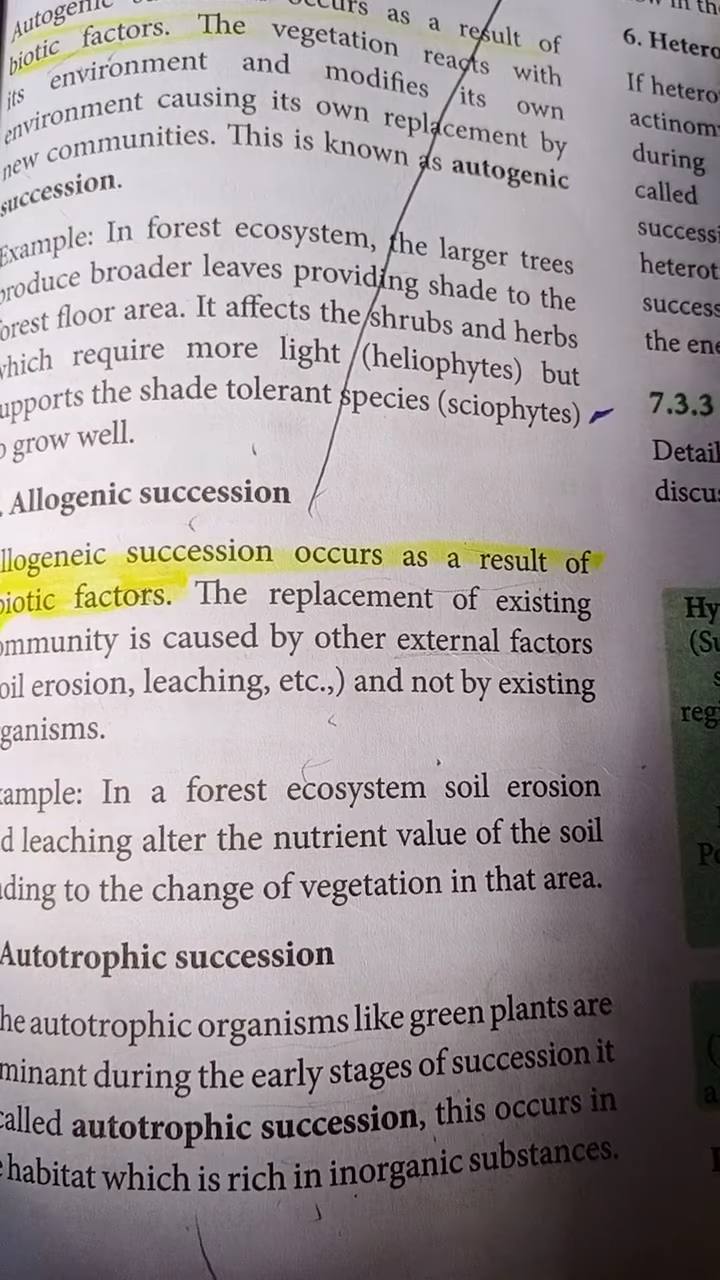 Autogenic occurs as a result of
biotic factors. The vegetation reacts with
its environment and modifies its own
environment causing its own replacement by
new communities. This is known as autogenic
succession.
Example: In forest ecosystem, the larger trees
produce broader leaves providing shade to the
forest floor area. It affects the shrubs and herbs
which require more light (heliophytes) but
supports the shade tolerant species (sciophytes)
to grow well.
. Allogenic succession
llogeneic succession occurs as a result of
biotic factors. The replacement of existing
ommunity is caused by other external factors
oil erosion, leaching, etc.,) and not by existing
ganisms.
ample: In a forest ecosystem soil erosion
d leaching alter the nutrient value of the soil
ding to the change of vegetation in that area.
Autotrophic succession
he autotrophic organisms like green plants are
minant during the early stages of succession it
called autotrophic succession, this occurs in
habitat which is rich in inorganic substances.
6. Hetero
If hetero
actinom
during
called
successi
heterot
success
the ene
7.3.3
Detail
discus
Hy
(Su
s
reg
Po